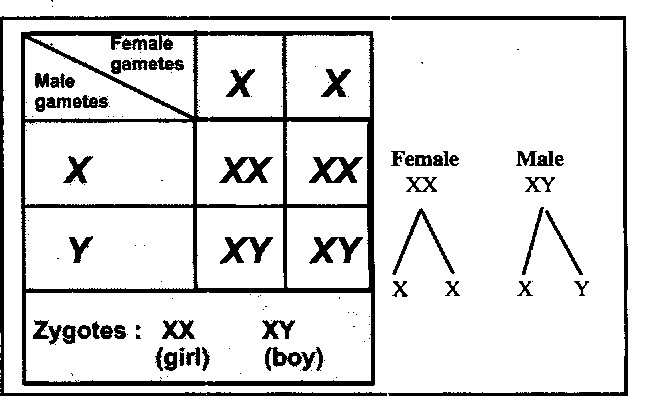 Female
gametes
Male
gametes
X X
X XX XX
Y XY XY
Zygotes : XX XY
(girl) (boy)
Female Male
XX XY
X X X Y